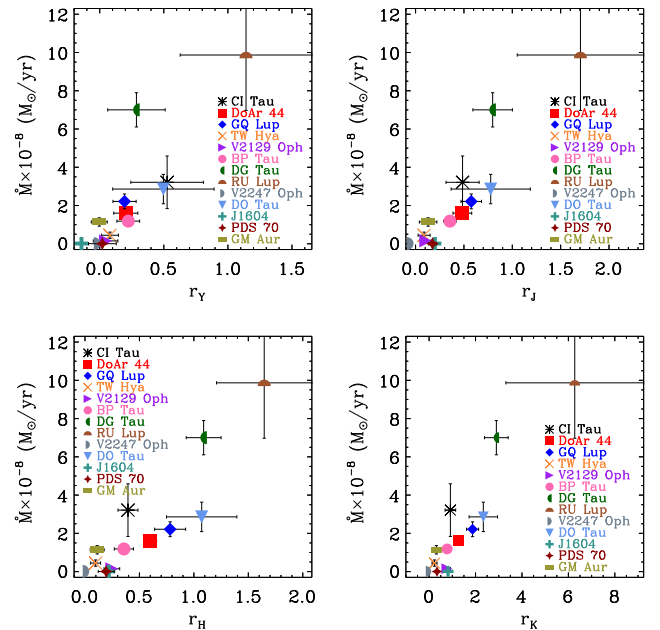 12
10
8
6
4
2
0
Ṁ×10⁻⁸ (M⊙/yr)
CI Tau
DoAr 44
GQ Lup
TW Hya
V2129 Oph
BP Tau
DG Tau
RU Lup
V2247 Oph
DO Tau
J1604
PDS 70
GM Aur
0.0 0.5 1.0 1.5
r_Y
12
10
8
6
4
2
0
Ṁ×10⁻⁸ (M⊙/yr)
CI Tau
DoAr 44
GQ Lup
TW Hya
V2129 Oph
BP Tau
DG Tau
RU Lup
V2247 Oph
DO Tau
J1604
PDS 70
GM Aur
0.0 0.5 1.0 1.5 2.0
r_J
12
10
8
6
4
2
0
Ṁ×10⁻⁸ (M⊙/yr)
CI Tau
DoAr 44
GQ Lup
TW Hya
V2129 Oph
BP Tau
DG Tau
RU Lup
V2247 Oph
DO Tau
J1604
PDS 70
GM Aur
0.0 0.5 1.0 1.5 2.0
r_H
12
10
8
6
4
2
0
Ṁ×10⁻⁸ (M⊙/yr)
CI Tau
DoAr 44
GQ Lup
TW Hya
V2129 Oph
BP Tau
DG Tau
RU Lup
V2247 Oph
DO Tau
J1604
PDS 70
GM Aur
0 2 4 6 8
r_K